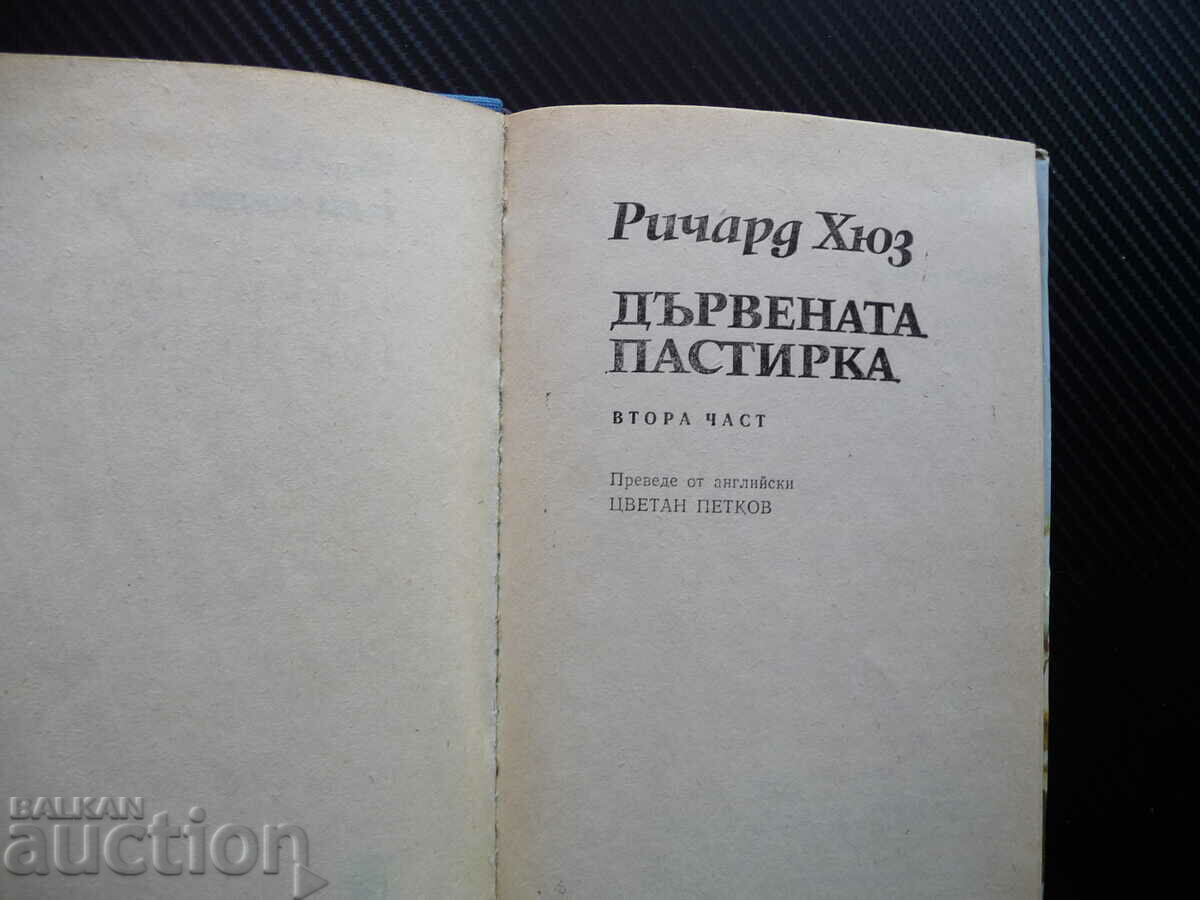 Ричард Хюз
ДЪРВЕНАТА
ПАСТИРКА
ВТОРА ЧАСТ
Преведе от английски
ЦВЕТАН ПЕТКОВ
BALKAN
auction